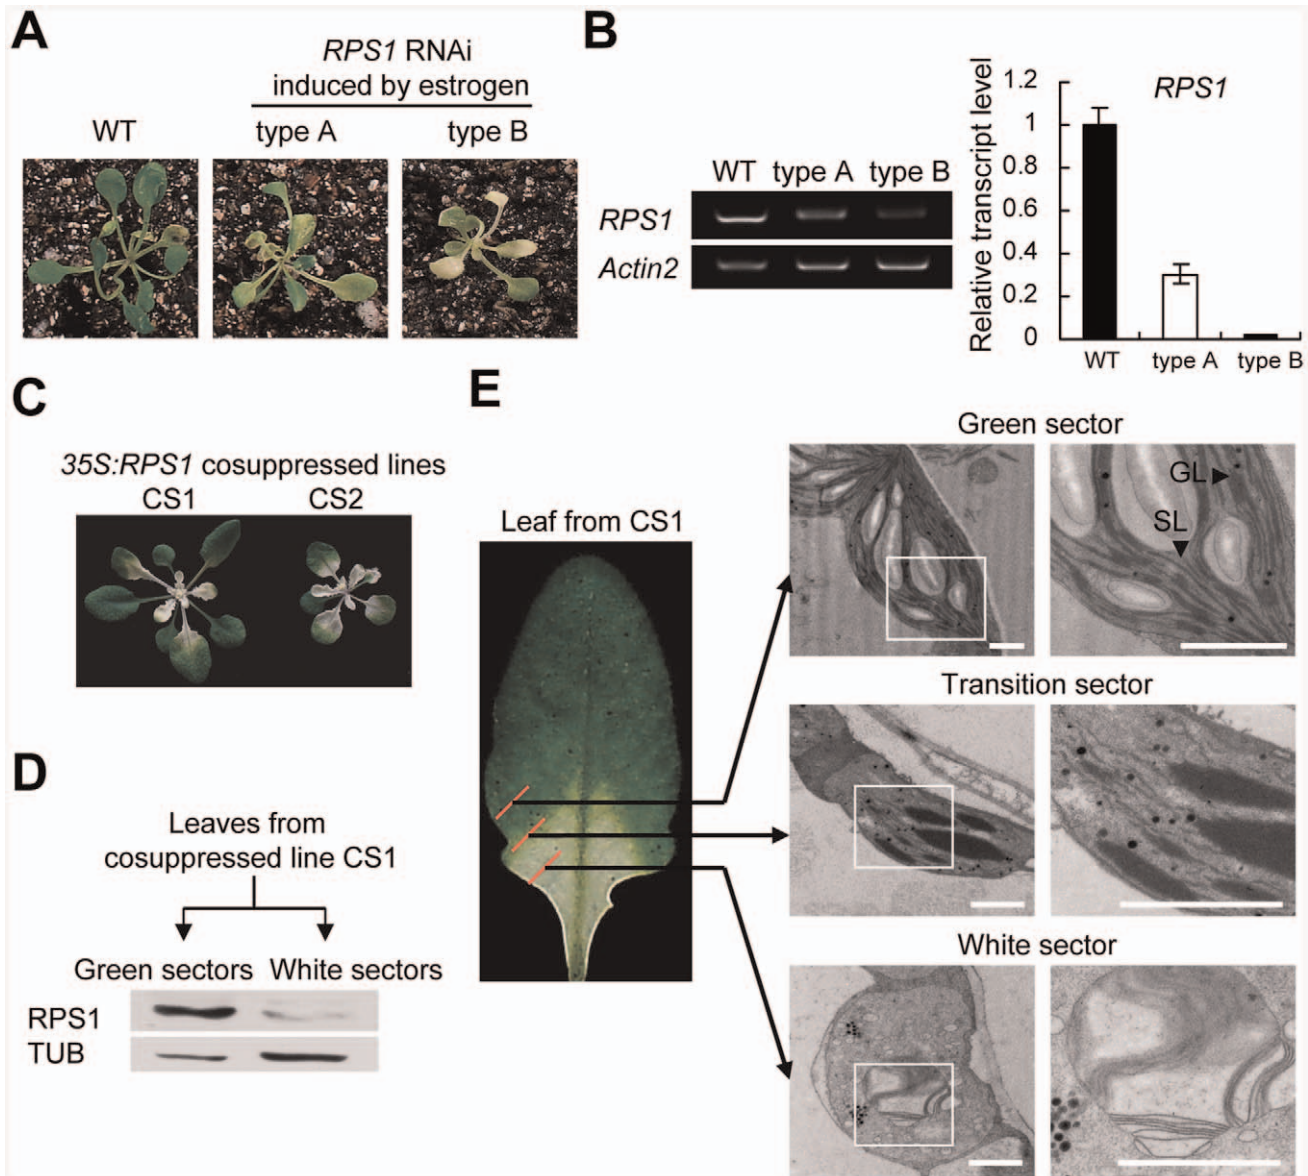 A
RPS1 RNAi
induced by estrogen
WT
type A
type B
B
WT type A type B
RPS1
Actin2
Relative transcript level
RPS1
1.2
1
0.8
0.6
0.4
0.2
0
WT type A type B
C
35S:RPS1 cosuppressed lines
CS1 CS2
D
Leaves from
cosuppressed line CS1
Green sectors White sectors
RPS1
TUB
E
Leaf from CS1
Green sector
GL
SL
Transition sector
White sector